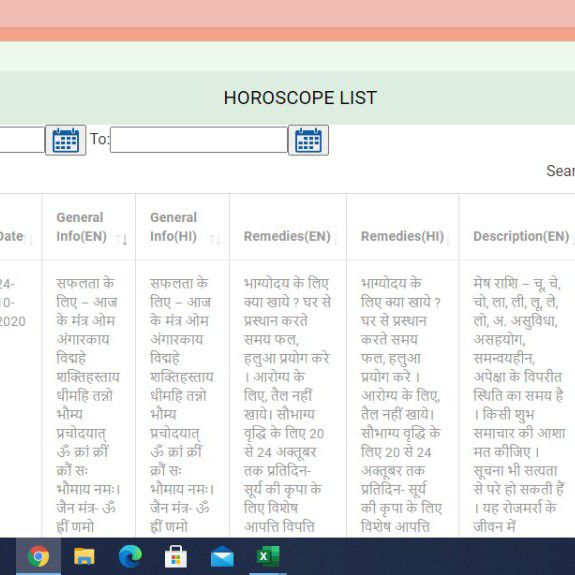 HOROSCOPE LIST
To:
Sear
Date
General
Info(EN)
General
Info(HI)
Remedies(EN)
Remedies(HI)
Description(EN)
24-
10-
2020
सफलता के
लिए – आज
के मंत्र ओम
अंगारकाय
विद्महे
शक्तिहस्ताय
धीमहि तन्नो
भौम्य
प्रचोदयात्
ॐ क्रां क्रीं
क्रौं सः
भौमाय नमः।
जैन मंत्र- ॐ
ह्रीं णमो
सफलता के
लिए – आज
के मंत्र ओम
अंगारकाय
विद्महे
शक्तिहस्ताय
धीमहि तन्नो
भौम्य
प्रचोदयात्
ॐ क्रां क्रीं
क्रौं सः
भौमाय नमः।
जैन मंत्र- ॐ
ह्रीं णमो
भाग्योदय के लिए
क्या खाये ? घर से
प्रस्थान करते
समय फल,
हलुआ प्रयोग करे
। आरोग्य के
लिए, तैल नहीं
खाये। सौभाग्य
वृद्धि के लिए 20
से 24 अक्तूबर
तक प्रतिदिन-
सूर्य की कृपा के
लिए विशेष
आपत्ति विपत्ति
भाग्योदय के
लिए क्या खाये ?
घर से प्रस्थान
करते समय
फल, हलुआ
प्रयोग करे ।
आरोग्य के लिए,
तैल नहीं खाये।
सौभाग्य वृद्धि के
लिए 20 से 24
अक्तूबर तक
प्रतिदिन- सूर्य
की कृपा के लिए
विशेष आपत्ति
मेष राशि – चू, चे,
चो, ला, ली, लू, ले,
लो, अ. असुविधा,
असहयोग,
समन्वयहीन,
अपेक्षा के विपरीत
स्थिति का समय है
। किसी शुभ
समाचार की आशा
मत कीजिए ।
सूचना भी सत्यता
से परे हो सकती हैं
। यह रोजमर्रा के
जीवन में